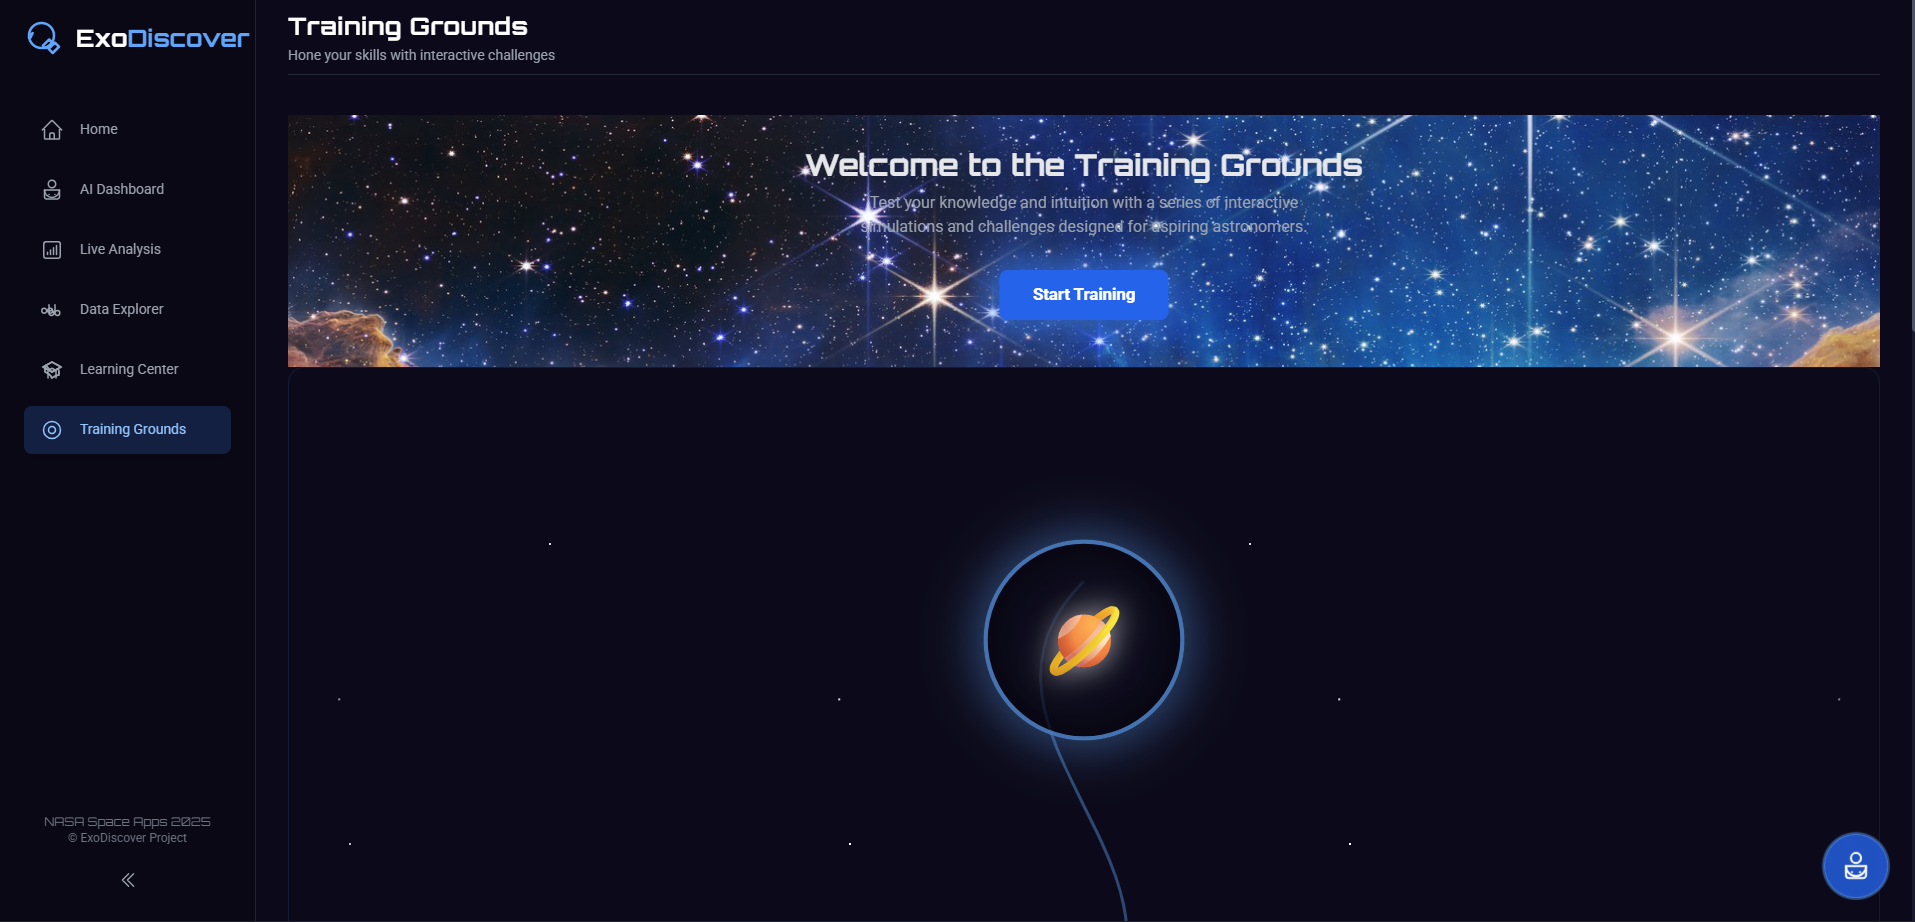 ExoDiscover
Home
AI Dashboard
Live Analysis
Data Explorer
Learning Center
Training Grounds
NASA Space Apps 2025
© ExoDiscover Project
Training Grounds
Hone your skills with interactive challenges
Welcome to the Training Grounds
Test your knowledge and intuition with a series of interactive
simulations and challenges designed for aspiring astronomers.
Start Training